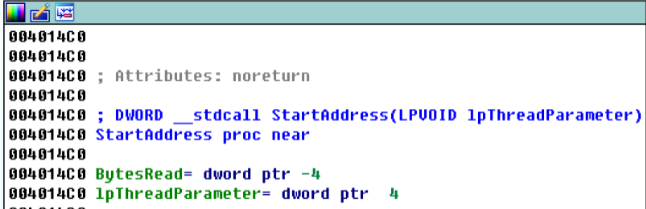 004014C0
004014C0
004014C0 ; Attributes: noreturn
004014C0
004014C0 ; DWORD __stdcall StartAddress(LPVOID lpThreadParameter)
004014C0 StartAddress proc near
004014C0
004014C0 BytesRead= dword ptr -4
004014C0 lpThreadParameter= dword ptr  4